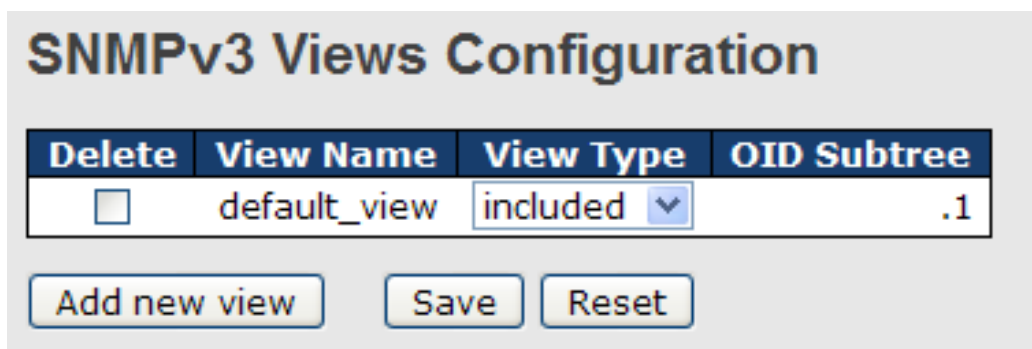 SNMPv3 Views Configuration
Delete View Name View Type OID Subtree
default_view included .1
Add new view Save Reset